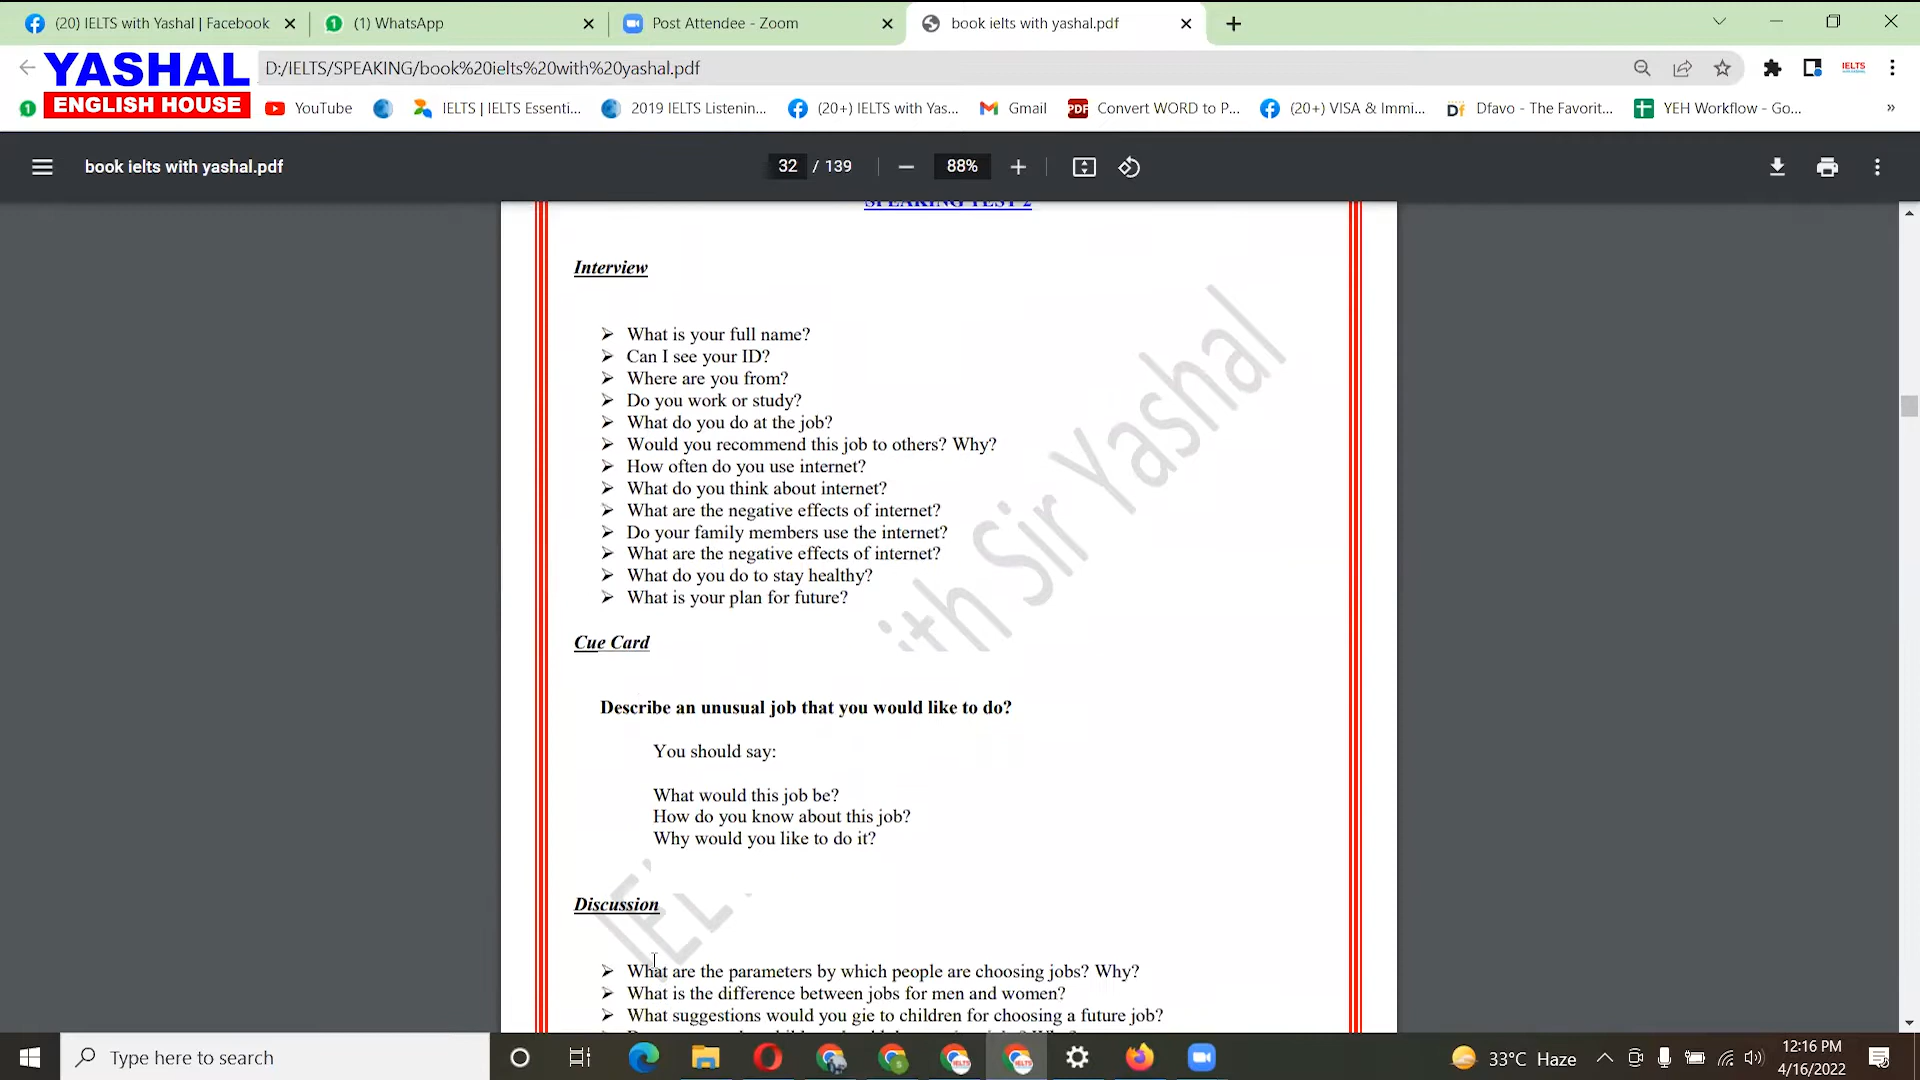 (20) IELTS with Yashal | Facebook
(1) WhatsApp
Post Attendee - Zoom
book ielts with yashal.pdf
YASHAL
ENGLISH HOUSE
D:/IELTS/SPEAKING/book%20ielts%20with%20yashal.pdf
IELTS
YouTube
IELTS | IELTS Essenti...
2019 IELTS Listenin...
(20+) IELTS with Yas...
Gmail
PDF Convert WORD to P...
(20+) VISA & Immi...
Df Dfavo - The Favorit...
YEH Workflow - Go...
»
book ielts with yashal.pdf
32 / 139
88%
SPEAKING TEST 2
Interview
➢ What is your full name?
➢ Can I see your ID?
➢ Where are you from?
➢ Do you work or study?
➢ What do you do at the job?
➢ Would you recommend this job to others? Why?
➢ How often do you use internet?
➢ What do you think about internet?
➢ What are the negative effects of internet?
➢ Do your family members use the internet?
➢ What are the negative effects of internet?
➢ What do you do to stay healthy?
➢ What is your plan for future?
ith Sir Yashal
Cue Card
Describe an unusual job that you would like to do?
You should say:
What would this job be?
How do you know about this job?
Why would you like to do it?
IEL
Discussion
➢ What are the parameters by which people are choosing jobs? Why?
➢ What is the difference between jobs for men and women?
➢ What suggestions would you gie to children for choosing a future job?
Type here to search
33°C Haze
12:16 PM
4/16/2022